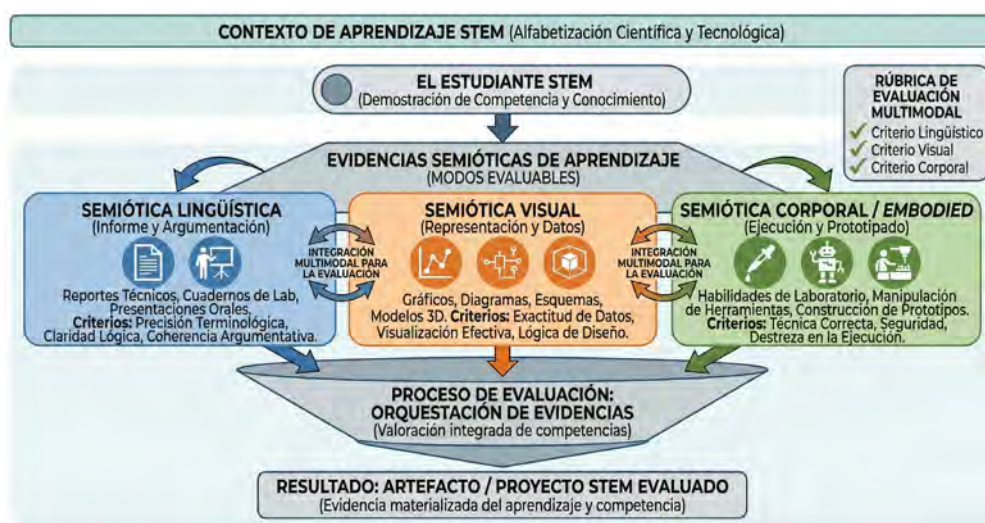 CONTEXTO DE APRENDIZAJE STEM (Alfabetización Científica y Tecnológica)
EL ESTUDIANTE STEM
(Demostración de Competencia y Conocimiento)
RÚBRICA DE
EVALUACIÓN
MULTIMODAL
Criterio Lingüístico
Criterio Visual
Criterio Corporal
EVIDENCIAS SEMIÓTICAS DE APRENDIZAJE
(MODOS EVALUABLES)
SEMIÓTICA LINGÜÍSTICA
(Informe y Argumentación)
Reportes Técnicos, Cuadernos de Lab,
Presentaciones Orales.
Criterios: Precisión Terminológica,
Claridad Lógica, Coherencia Argumentativa.
INTEGRACIÓN
MULTIMODAL PARA
LA EVALUACIÓN
SEMIÓTICA VISUAL
(Representación y Datos)
Gráficos, Diagramas, Esquemas,
Modelos 3D. Criterios: Exactitud de Datos,
Visualización Efectiva, Lógica de Diseño.
INTEGRACIÓN
MULTIMODAL PARA
LA EVALUACIÓN
SEMIÓTICA CORPORAL / EMBODIED
(Ejecución y Prototipado)
Habilidades de Laboratorio, Manipulación
de Herramientas, Construcción de Prototipos.
Criterios: Técnica Correcta, Seguridad,
Destreza en la Ejecución.
PROCESO DE EVALUACIÓN:
ORQUESTACIÓN DE EVIDENCIAS
(Valoración integrada de competencias)
RESULTADO: ARTEFACTO / PROYECTO STEM EVALUADO
(Evidencia materializada del aprendizaje y competencia)